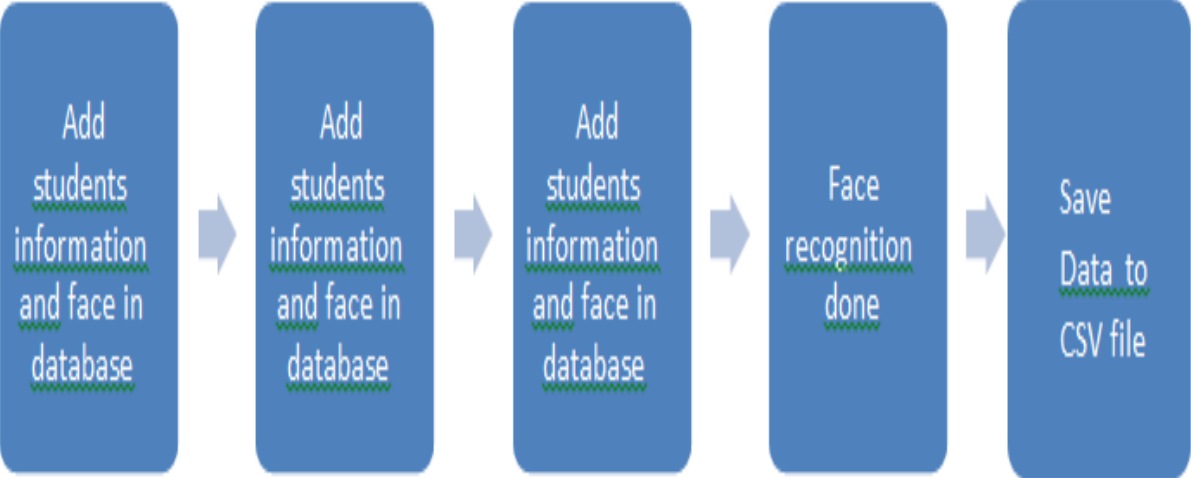 Add
students
information
and face in
database
Add
students
information
and face in
database
Add
students
information
and face in
database
Face
recognition
done
Save
Data to
CSV file